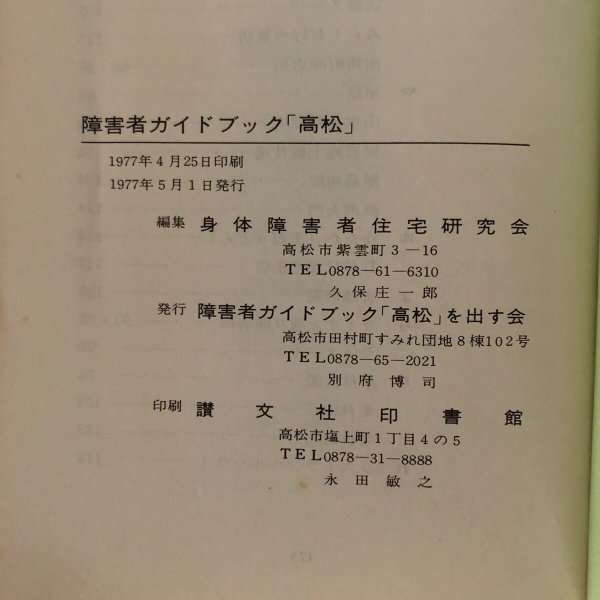 障害者ガイドブック「高松」
1977年4月25日印刷
1977年5月1日発行
編集 身体障害者住宅研究会
高松市紫雲町3―16
TEL0878―61―6310
久保庄一郎
発行 障害者ガイドブック「高松」を出す会
高松市田村町すみれ団地8棟102号
TEL0878―65―2021
別府博司
印刷 讃文社印書館
高松市塩上町1丁目4の5
TEL0878―31―8888
永田敏之